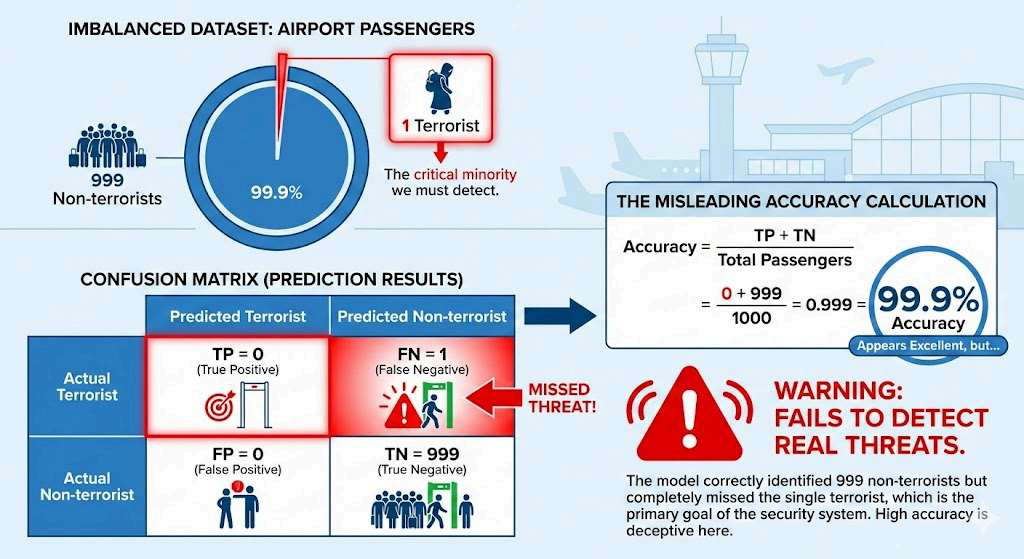 IMBALANCED DATASET: AIRPORT PASSENGERS
999
Non-terrorists
99.9%
1 Terrorist
The critical minority
we must detect.
THE MISLEADING ACCURACY CALCULATION
Accuracy = TP + TN
Total Passengers
= 0 + 999
1000
= 0.999 =
99.9%
Accuracy
Appears Excellent, but...
CONFUSION MATRIX (PREDICTION RESULTS)
Predicted Terrorist
Predicted Non-terrorist
Actual
Terrorist
TP = 0
(True Positive)
FN = 1
(False Negative)
MISSED
THREAT!
Actual
Non-terrorist
FP = 0
(False Positive)
TN = 999
(True Negative)
WARNING:
FAILS TO DETECT
REAL THREATS.
The model correctly identified 999 non-terrorists but
completely missed the single terrorist, which is the
primary goal of the security system. High accuracy is
deceptive here.